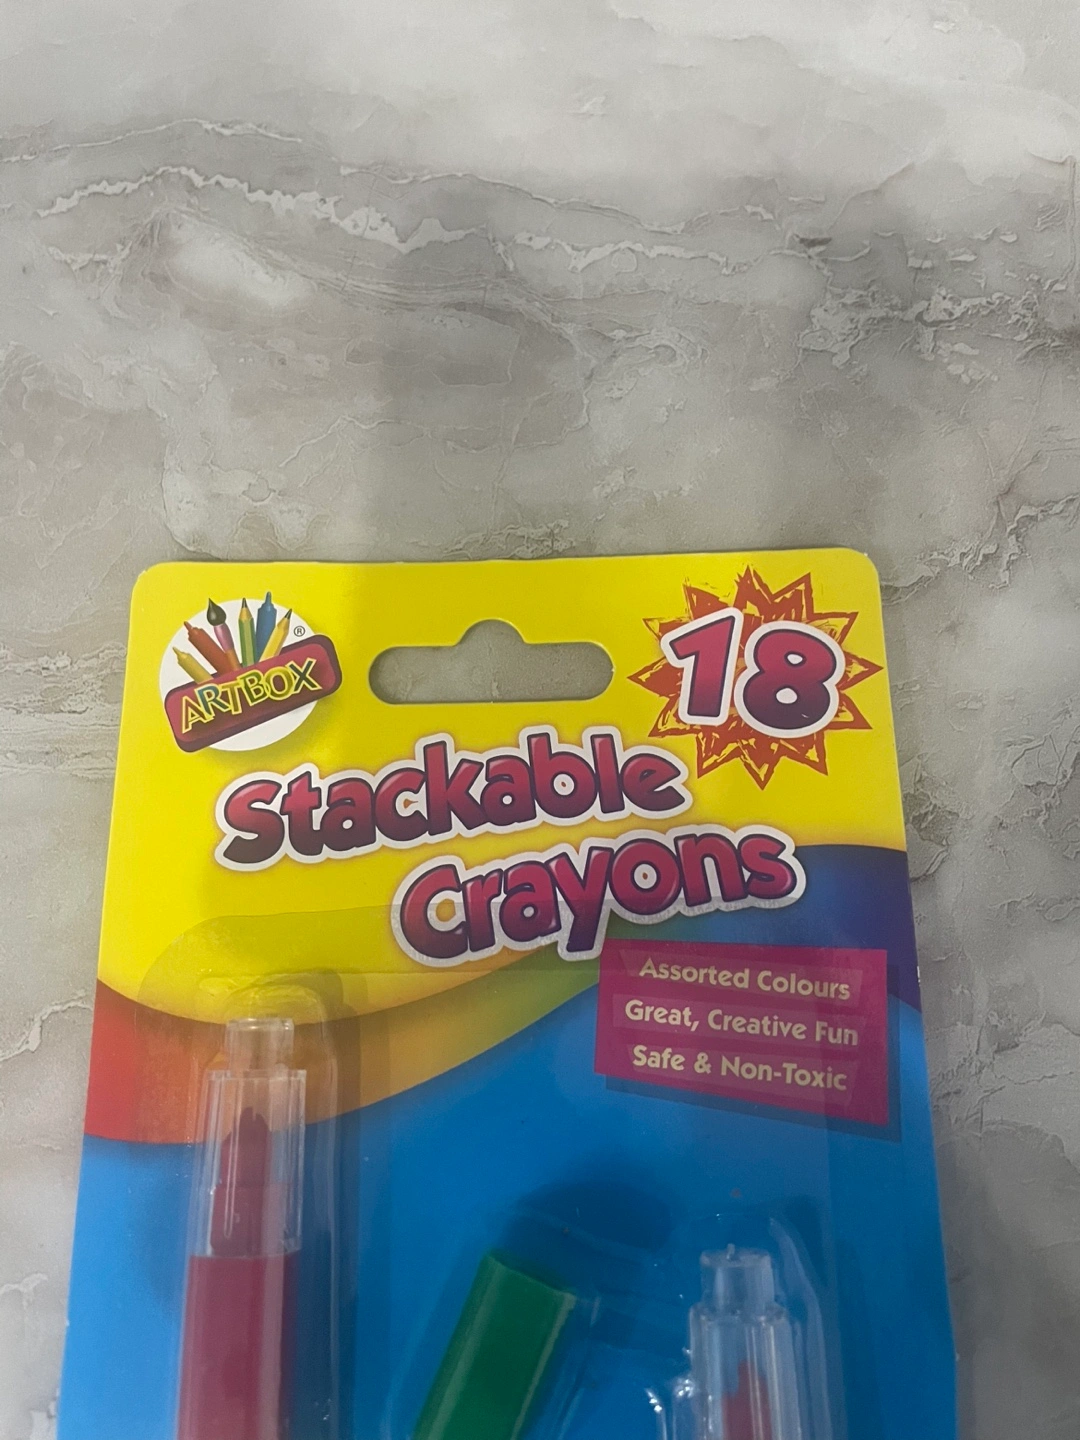 ARTBOX®
18
Stackable
Crayons
Assorted Colours
Great, Creative Fun
Safe & Non-Toxic